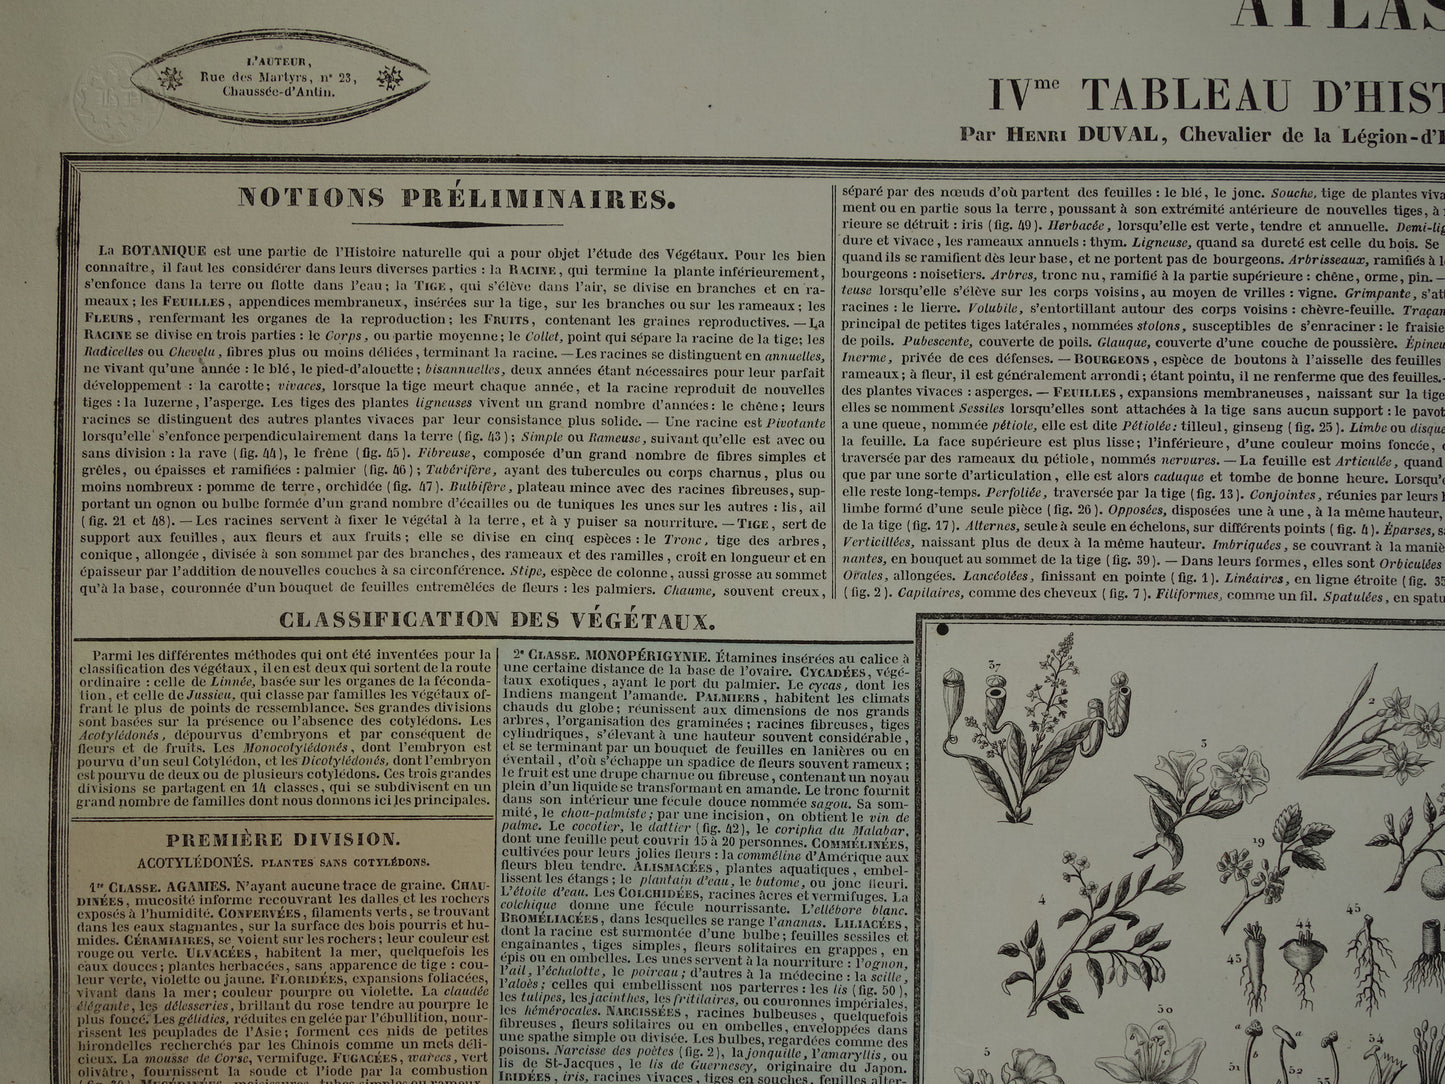 L'AUTEUR,
Rue des Martyrs, n° 23,
Chaussée-d'Antin.
ATLAS
IVme TABLEAU D'HIST
Par HENRI DUVAL, Chevalier de la Légion-d'
NOTIONS PRÉLIMINAIRES.
La BOTANIQUE est une partie de l'Histoire naturelle qui a pour objet l'étude des Végétaux. Pour les bien
connaître, il faut les considérer dans leurs diverses parties : la RACINE, qui termine la plante inférieurement,
s'enfonce dans la terre ou flotte dans l'eau ; la TIGE, qui s'élève dans l'air, se divise en branches et en ra-
meaux ; les FEUILLES, appendices membraneux, insérées sur la tige, sur les branches ou sur les rameaux ; les
FLEURS, renfermant les organes de la reproduction ; les FRUITS, contenant les graines reproductives. — La
RACINE se divise en trois parties : le Corps, ou partie moyenne ; le Collet, point qui sépare la racine de la tige ; les
Radicelles ou Chevelu, fibres plus ou moins déliées, terminant la racine. — Les racines se distinguent en annuelles,
ne vivant qu'une année : le blé, le pied-d'alouette ; bisannuelles, deux années étant nécessaires pour leur parfait
développement : la carotte ; vivaces, lorsque la tige meurt chaque année, et la racine reproduit de nouvelles
tiges : la luzerne, l'asperge. Les tiges des plantes ligneuses vivent un grand nombre d'années : le chêne ; leurs
racines se distinguent des autres plantes vivaces par leur consistance plus solide. — Une racine est Pivotante
lorsqu'elle s'enfonce perpendiculairement dans la terre (fig. 43) ; Simple ou Rameuse, suivant qu'elle est avec ou
sans division : la rave (fig. 44), le frêne (fig. 45). Fibreuse, composée d'un grand nombre de fibres simples et
grêles, ou épaisses et ramifiées : palmier (fig. 46) ; Tubérifère, ayant des tubercules ou corps charnus, plus ou
moins nombreux : pomme de terre, orchidée (fig. 47). Bulbifère, plateau mince avec des racines fibreuses, sup-
portant un ognon ou bulbe formée d'un grand nombre d'écailles ou de tuniques les unes sur les autres : lis, ail
(fig. 21 et 48). — Les racines servent à fixer le végétal à la terre, et à y puiser sa nourriture. — TIGE, sert de
support aux feuilles, aux fleurs et aux fruits ; elle se divise en cinq espèces : le Tronc, tige des arbres,
conique, allongée, divisée à son sommet par des branches, des rameaux et des ramilles, croît en longueur et en
épaisseur par l'addition de nouvelles couches à sa circonférence. Stipe, espèce de colonne, aussi grosse au sommet
qu'à la base, couronnée d'un bouquet de feuilles entremêlées de fleurs : les palmiers. Chaume, souvent creux,
séparé par des nœuds d'où partent des feuilles : le blé, le jonc. Souche, tige de plantes viva
ment ou en partie sous la terre, poussant à son extrémité antérieure de nouvelles tiges, à
rieure se détruit : iris (fig. 49). Herbacée, lorsqu'elle est verte, tendre et annuelle. Demi-lig
dure et vivace, les rameaux annuels : thym. Ligneuse, quand sa dureté est celle du bois. Se
quand ils se ramifient dès leur base, et ne portent pas de bourgeons. Arbrisseaux, ramifiés à l
bourgeons : noisetiers. Arbres, tronc nu, ramifié à la partie supérieure : chêne, orme, pin. —
teuse lorsqu'elle s'élève sur les corps voisins, au moyen de vrilles : vigne. Grimpante, s'att
racines : le lierre. Volubile, s'entortillant autour des corps voisins : chèvre-feuille. Traçan
principal de petites tiges latérales, nommées stolons, susceptibles de s'enraciner : le fraisie
de poils. Pubescente, couverte de poils. Glauque, couverte d'une couche de poussière. Épineu
Inerme, privée de ces défenses. — BOURGEONS, espèce de boutons à l'aisselle des feuilles
rameaux ; à fleur, il est généralement arrondi ; étant pointu, il ne renferme que des feuilles.
des plantes vivaces : asperges. — FEUILLES, expansions membraneuses, naissant sur la tige
elles se nomment Sessiles lorsqu'elles sont attachées à la tige sans aucun support : le pavot
a une queue, nommée pétiole, elle est dite Pétiolée : tilleul, ginseng (fig. 25). Limbe ou disque
la feuille. La face supérieure est plus lisse ; l'inférieure, d'une couleur moins foncée,
traversée par des rameaux du pétiole, nommés nervures. — La feuille est Articulée, quand
que par une sorte d'articulation, elle est alors caduque et tombe de bonne heure. Lorsqu'
elle reste long-temps. Perfoliée, traversée par la tige (fig. 13). Conjointes, réunies par leurs
limbe formé d'une seule pièce (fig. 26). Opposées, disposées une à une, à la même hauteur,
de la tige (fig. 17). Alternes, seule à seule en échelons, sur différents points (fig. 4). Éparses, s
Verticillées, naissant plus de deux à la même hauteur. Imbriquées, se couvrant à la maniè
nantes, en bouquet au sommet de la tige (fig. 39). — Dans leurs formes, elles sont Orbiculées
Ovales, allongées. Lancéolées, finissant en pointe (fig. 1). Linéaires, en ligne étroite (fig. 35
(fig. 2). Capilaires, comme des cheveux (fig. 7). Filiformes, comme un fil. Spatulées, en spatu
CLASSIFICATION DES VÉGÉTAUX.
Parmi les différentes méthodes qui ont été inventées pour la
classification des végétaux, il en est deux qui sortent de la route
ordinaire : celle de Linnée, basée sur les organes de la féconda-
tion, et celle de Jussieu, qui classe par familles les végétaux of-
frant le plus de points de ressemblance. Ses grandes divisions
sont basées sur la présence ou l'absence des cotylédons. Les
Acotylédonés, dépourvus d'embryons et par conséquent de
fleurs et de fruits. Les Monocotylédonés, dont l'embryon est
pourvu d'un seul Cotylédon, et les Dicotylédonés, dont l'embryon
est pourvu de deux ou de plusieurs cotylédons. Ces trois grandes
divisions se partagent en 14 classes, qui se subdivisent en un
grand nombre de familles dont nous donnons ici les principales.
PREMIÈRE DIVISION.
ACOTYLÉDONÉS. PLANTES SANS COTYLÉDONS.
1re CLASSE. AGAMES. N'ayant aucune trace de graine. CHAU-
DINÉES, mucosité informe recouvrant les dalles et les rochers
exposés à l'humidité. CONFERVÉES, filaments verts, se trouvant
dans les eaux stagnantes, sur la surface des bois pourris et hu-
mides. CÉRAMIAIRES, se voient sur les rochers ; leur couleur est
rouge ou verte. ULVACÉES, habitent la mer, quelquefois les
eaux douces ; plantes herbacées, sans apparence de tige : cou-
leur verte, violette ou jaune. FLORIDÉES, expansions foliacées,
vivant dans la mer ; couleur pourpre ou violette. La claudée
élégante, les délesseries, brillant du rose tendre au pourpre le
plus foncé. Les gélidies, réduites en gelée par l'ébullition, nour-
rissent les peuplades de l'Asie ; forment ces nids de petites
hirondelles recherchés par les Chinois comme un mets déli-
cieux. La mousse de Corse, vermifuge. FUGACÉES, warecs, vert
olivâtre, fournissent la soude et l'iode par la combustion
2e CLASSE. MONOPÉRIGYNIE. Étamines insérées au calice à
une certaine distance de la base de l'ovaire. CYCADÉES, végé-
taux exotiques, ayant le port du palmier. Le cycas, dont les
Indiens mangent l'amande. PALMIERS, habitent les climats
chauds du globe ; réunissent aux dimensions de nos grands
arbres, l'organisation des graminées ; racines fibreuses, tiges
cylindriques, s'élevant à une hauteur souvent considérable,
et se terminant par un bouquet de feuilles en lanières ou en
éventail, d'où s'échappe un spadice de fleurs souvent rameux ;
le fruit est une drupe charnue ou fibreuse, contenant un noyau
plein d'un liquide se transformant en amande. Le tronc fournit
dans son intérieur une fécule douce nommée sagou. Sa som-
mité, le chou-palmiste ; par une incision, on obtient le vin de
palme. Le cocotier, le dattier (fig. 42), le coripha du Malabar,
dont une feuille peut couvrir 15 à 20 personnes. COMMÉLINÉES,
cultivées pour leurs jolies fleurs : la comméline d'Amérique aux
fleurs bleu tendre. ALISMACÉES, plantes aquatiques, embel-
lissent les étangs ; le plantain d'eau, le butome, ou jonc fleuri.
L'étoile d'eau. Les COLCHIDÉES, racines âcres et vermifuges. La
colchique donne une fécule nourrissante. L'ellébore blanc.
BROMÉLIACÉES, dans lesquelles se range l'ananas. LILIACÉES,
dont la racine est surmontée d'une bulbe ; feuilles sessiles et
engaînantes, tiges simples, fleurs solitaires en grappes, en
épis ou en ombelles. Les unes servent à la nourriture : l'ognon,
l'ail, l'échalotte, le poireau ; d'autres à la médecine : la scille,
l'aloès ; celles qui embellissent nos parterres : les lis (fig. 50),
les tulipes, les jacinthes, les fritilaires, ou couronnes impériales,
les hémérocales. NARCISSÉES, racines bulbeuses, quelquefois
fibreuses, fleurs solitaires ou en ombelles, enveloppées dans
une spathe simple ou divisée. Les bulbes, regardées comme des
poisons. Narcisse des poètes (fig. 2), la jonquille, l'amaryllis, ou
lis de St-Jacques, le lis de Guernesey, originaire du Japon.
IRIDÉES, iris, racines vivaces, tiges en souches, feuilles alter-
37
2
3
19
4
44
45
43
50
5
a
a